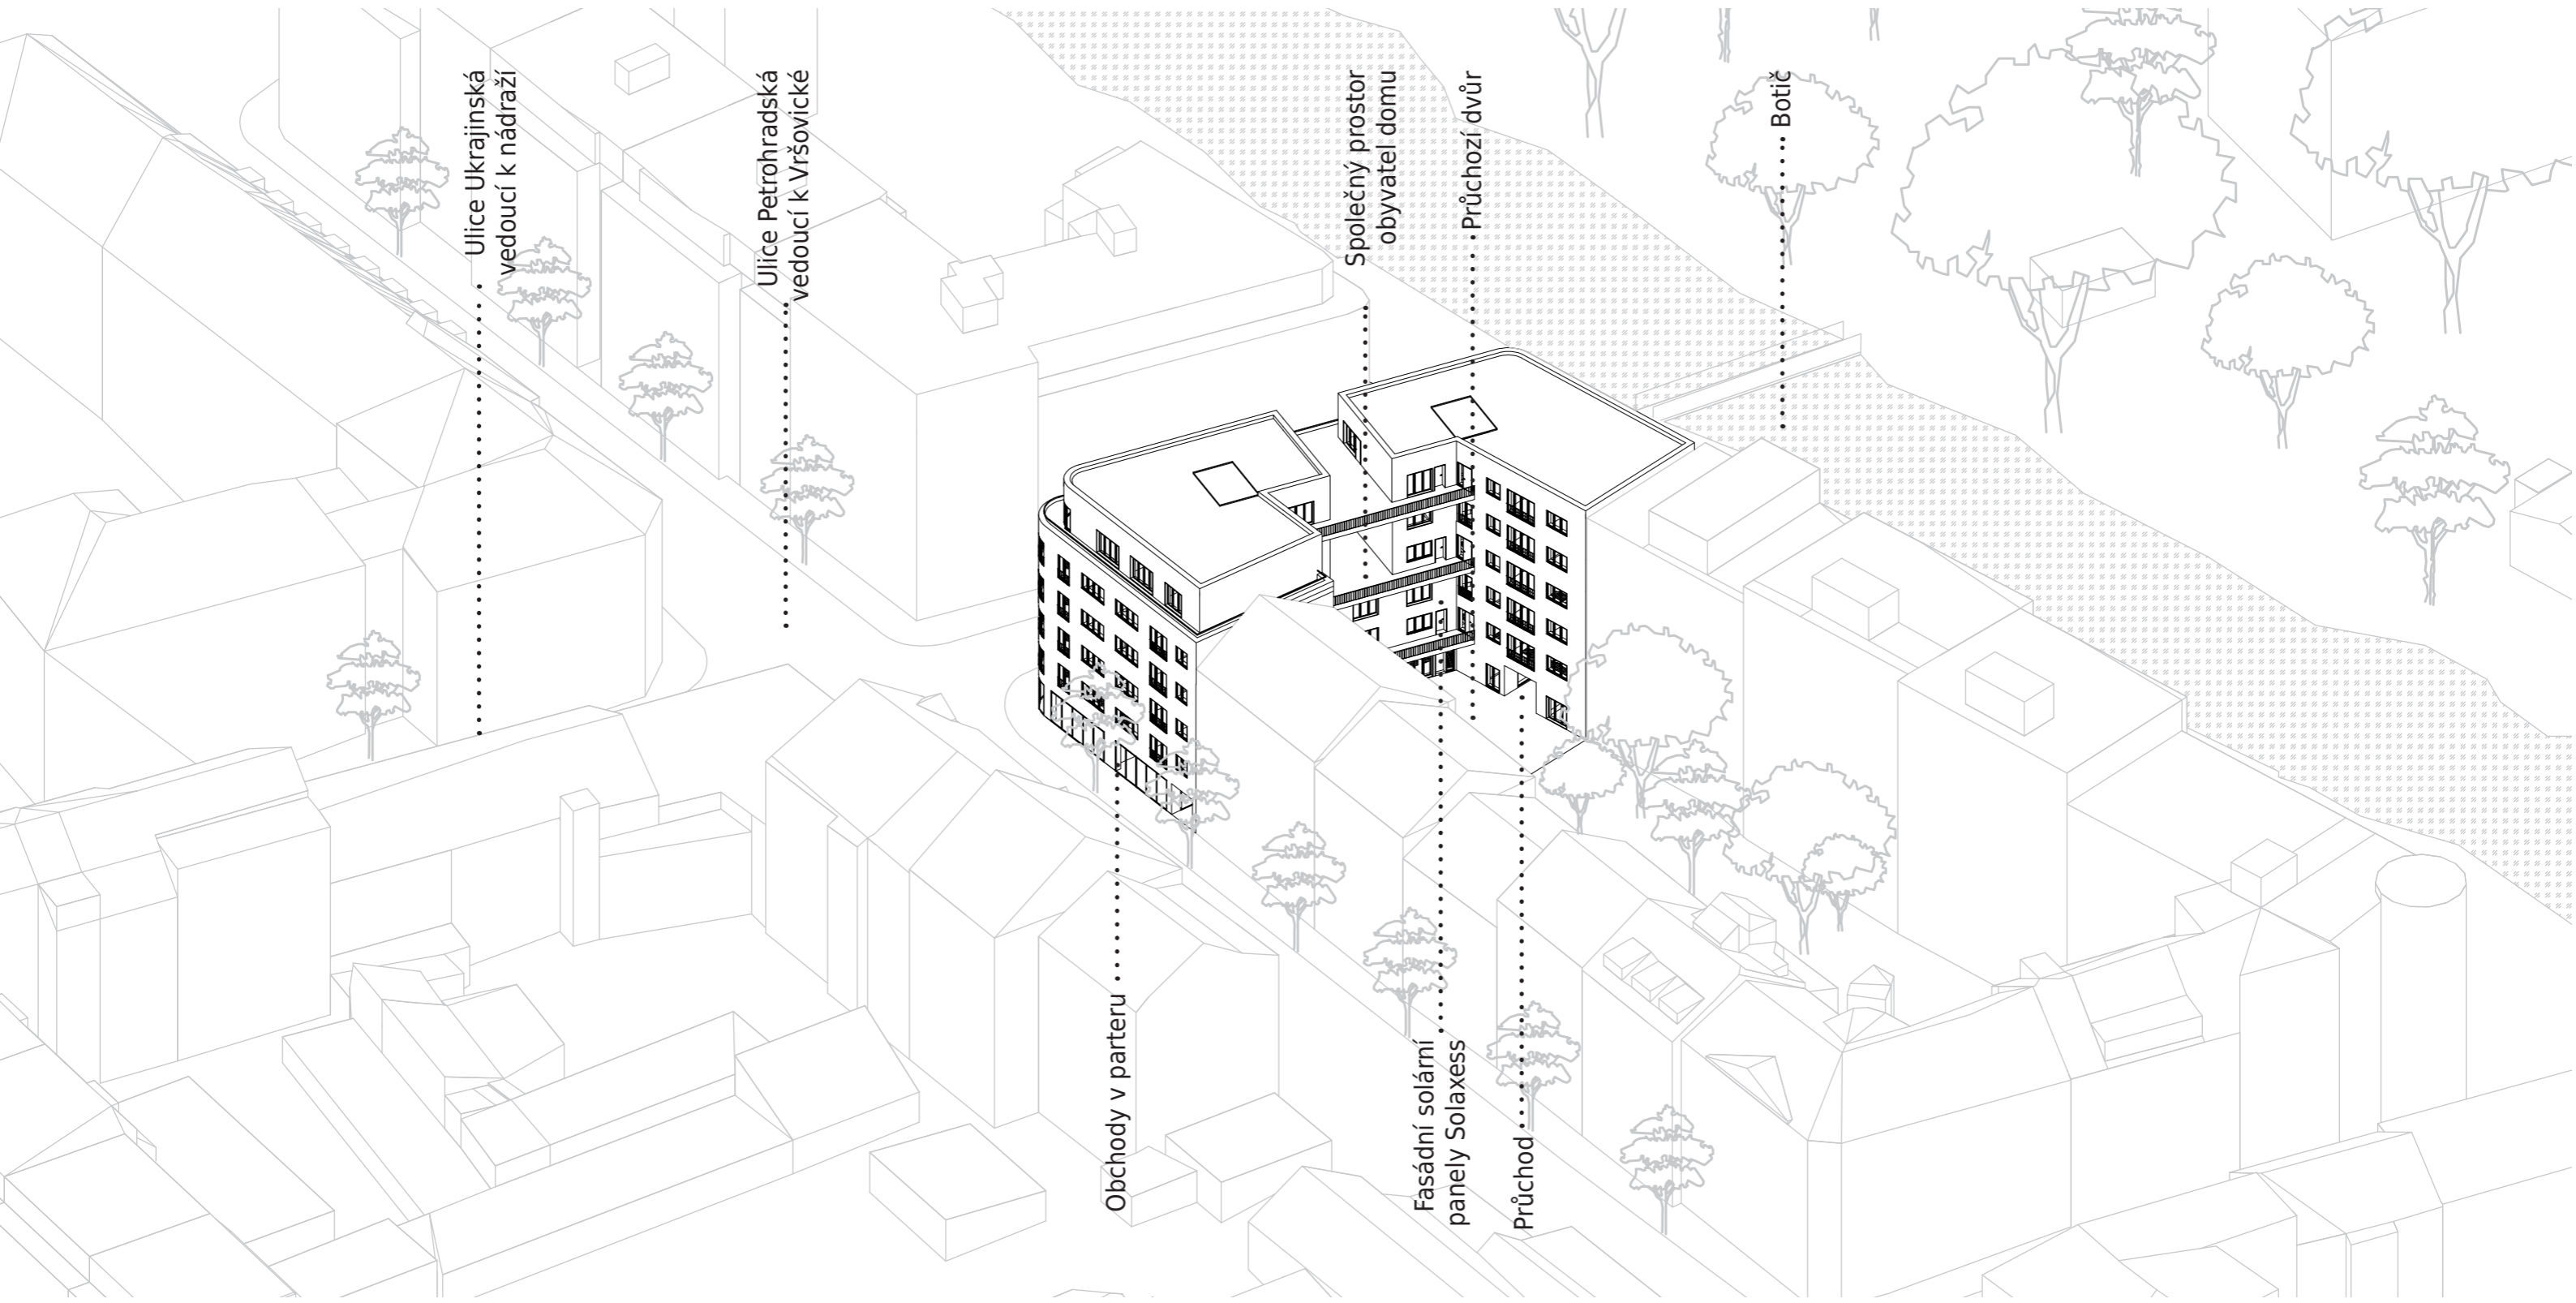 Ulice Ukrajinská
vedoucí k nádraží
Ulice Petrohradská
vedoucí k Vršovické
Společný prostor
obyvatel domu
Průchozí dvůr
Botič
Obchody v parteru
Fasádní solární
panely Solaxess
Průchod